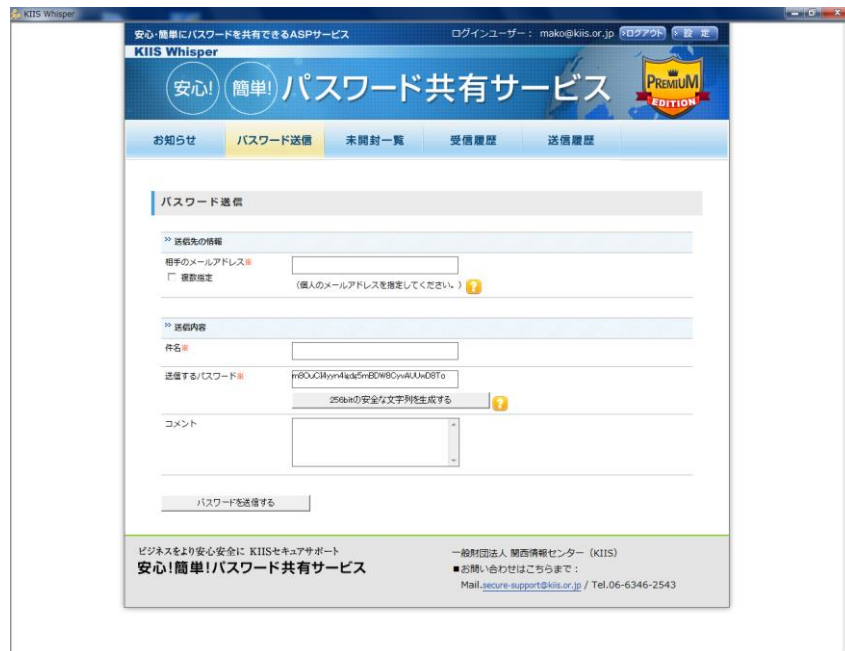 KIIS Whisper
安心・簡単にパスワードを共有できるASPサービス
ログインユーザー： mako@kiis.or.jp ログアウト 設 定
KIIS Whisper
安心! 簡単! パスワード共有サービス
PREMIUM
EDITION
お知らせ パスワード送信 未開封一覧 受信履歴 送信履歴
パスワード送信
送信先の情報
相手のメールアドレス※
複数指定
（個人のメールアドレスを指定してください。） ?
送信内容
件名※
送信するパスワード※
256bitの安全な文字列を生成する ?
コメント
パスワードを送信する
ビジネスをより安心安全に KIISセキュアサポート
安心!簡単!パスワード共有サービス
一般財団法人 関西情報センター（KIIS）
■お問い合わせはこちらまで：
Mail.secure-support@kiis.or.jp / Tel.06-6346-2543